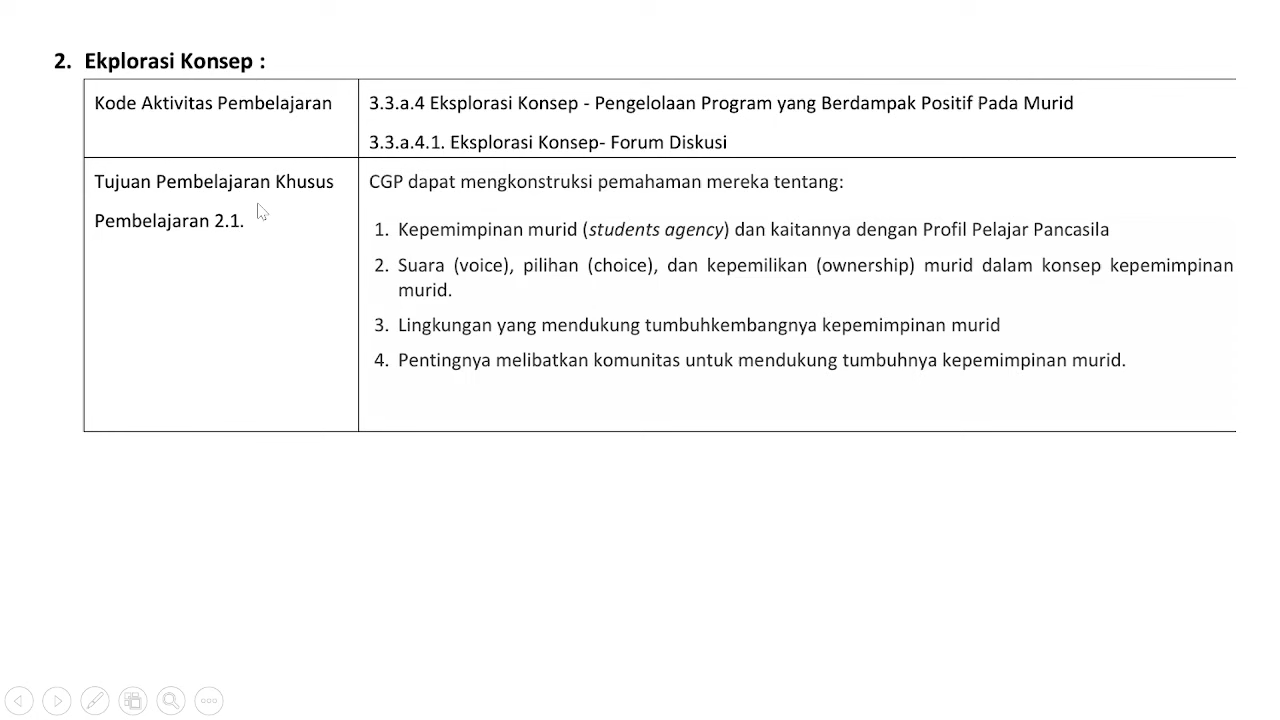 2. Ekplorasi Konsep :
Kode Aktivitas Pembelajaran
3.3.a.4 Eksplorasi Konsep - Pengelolaan Program yang Berdampak Positif Pada Murid
3.3.a.4.1. Eksplorasi Konsep- Forum Diskusi
Tujuan Pembelajaran Khusus
Pembelajaran 2.1.
CGP dapat mengkonstruksi pemahaman mereka tentang:
1. Kepemimpinan murid (students agency) dan kaitannya dengan Profil Pelajar Pancasila
2. Suara (voice), pilihan (choice), dan kepemilikan (ownership) murid dalam konsep kepemimpinan
murid.
3. Lingkungan yang mendukung tumbuhkembangnya kepemimpinan murid
4. Pentingnya melibatkan komunitas untuk mendukung tumbuhnya kepemimpinan murid.